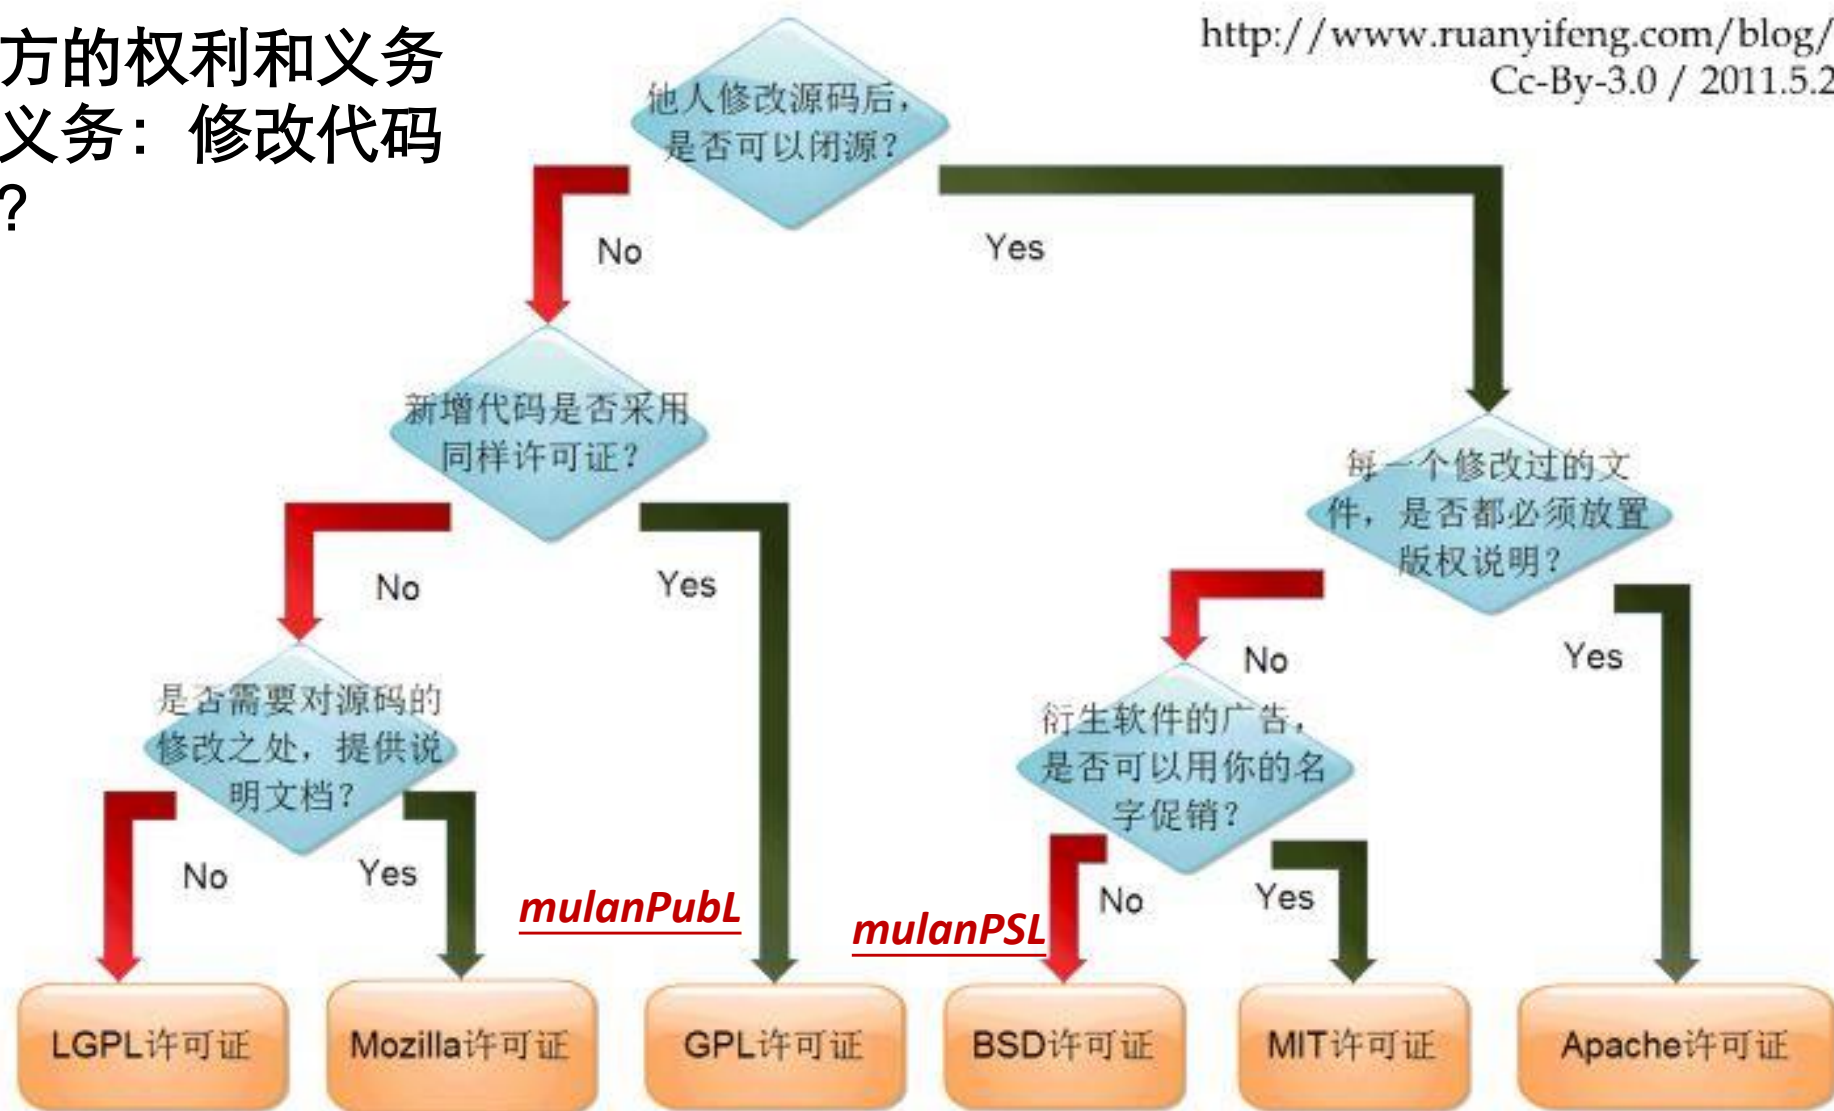 方的权利和义务
义务：修改代码
？
http://www.ruanyifeng.com/blog/
Cc-By-3.0 / 2011.5.2
他人修改源码后，
是否可以闭源？
No
Yes
新增代码是否采用
同样许可证？
每一个修改过的文
件，是否都必须放置
版权说明？
No
Yes
No
Yes
是否需要对源码的
修改之处，提供说
明文档？
衍生软件的广告，
是否可以用你的名
字促销？
No
Yes
mulanPubL
mulanPSL
No
Yes
LGPL许可证
Mozilla许可证
GPL许可证
BSD许可证
MIT许可证
Apache许可证